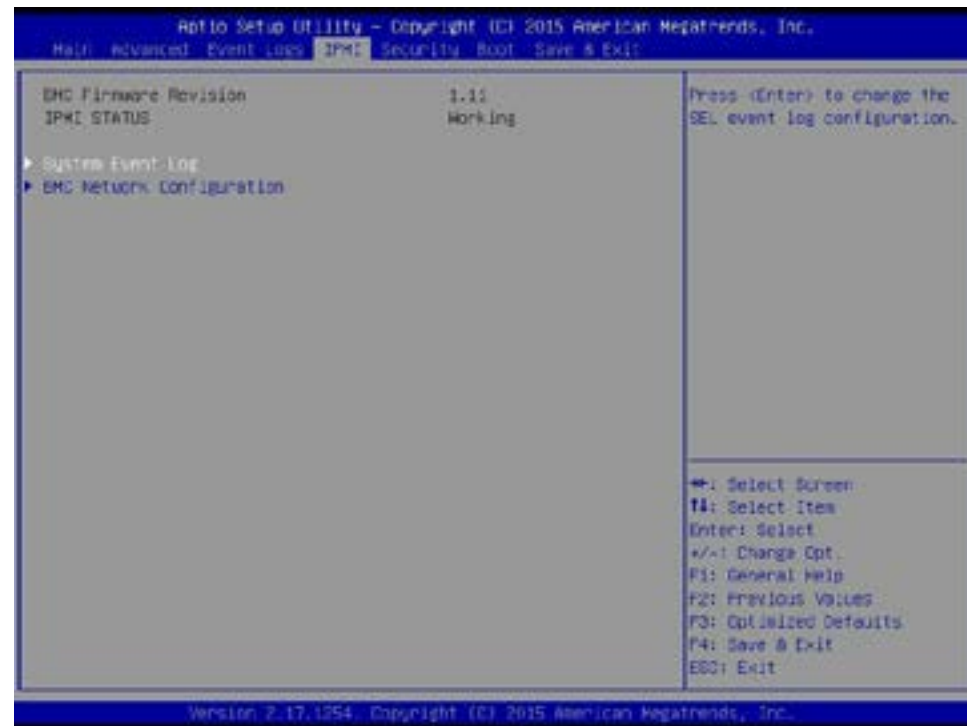 Aptio Setup Utility – Copyright (C) 2015 American Megatrends, Inc.
Main Advanced Event Logs IPMI Security Boot Save & Exit
BMC Firmware Revision 1.11
IPMI STATUS Working
System Event Log
BMC Network Configuration
Press <Enter> to change the
SEL event log configuration.
↔: Select Screen
↑↓: Select Item
Enter: Select
+/-: Change Opt.
F1: General Help
F2: Previous Values
F3: Optimized Defaults
F4: Save & Exit
ESC: Exit
Version 2.17.1254. Copyright (C) 2015 American Megatrends, Inc.